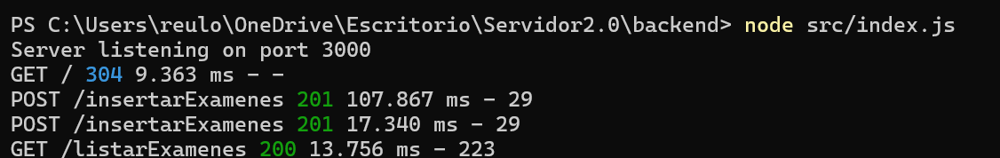 PS C:\Users\reulo\OneDrive\Escritorio\Servidor2.0\backend> node src/index.js
Server listening on port 3000
GET / 304 9.363 ms - -
POST /insertarExamenes 201 107.867 ms - 29
POST /insertarExamenes 201 17.340 ms - 29
GET /listarExamenes 200 13.756 ms - 223